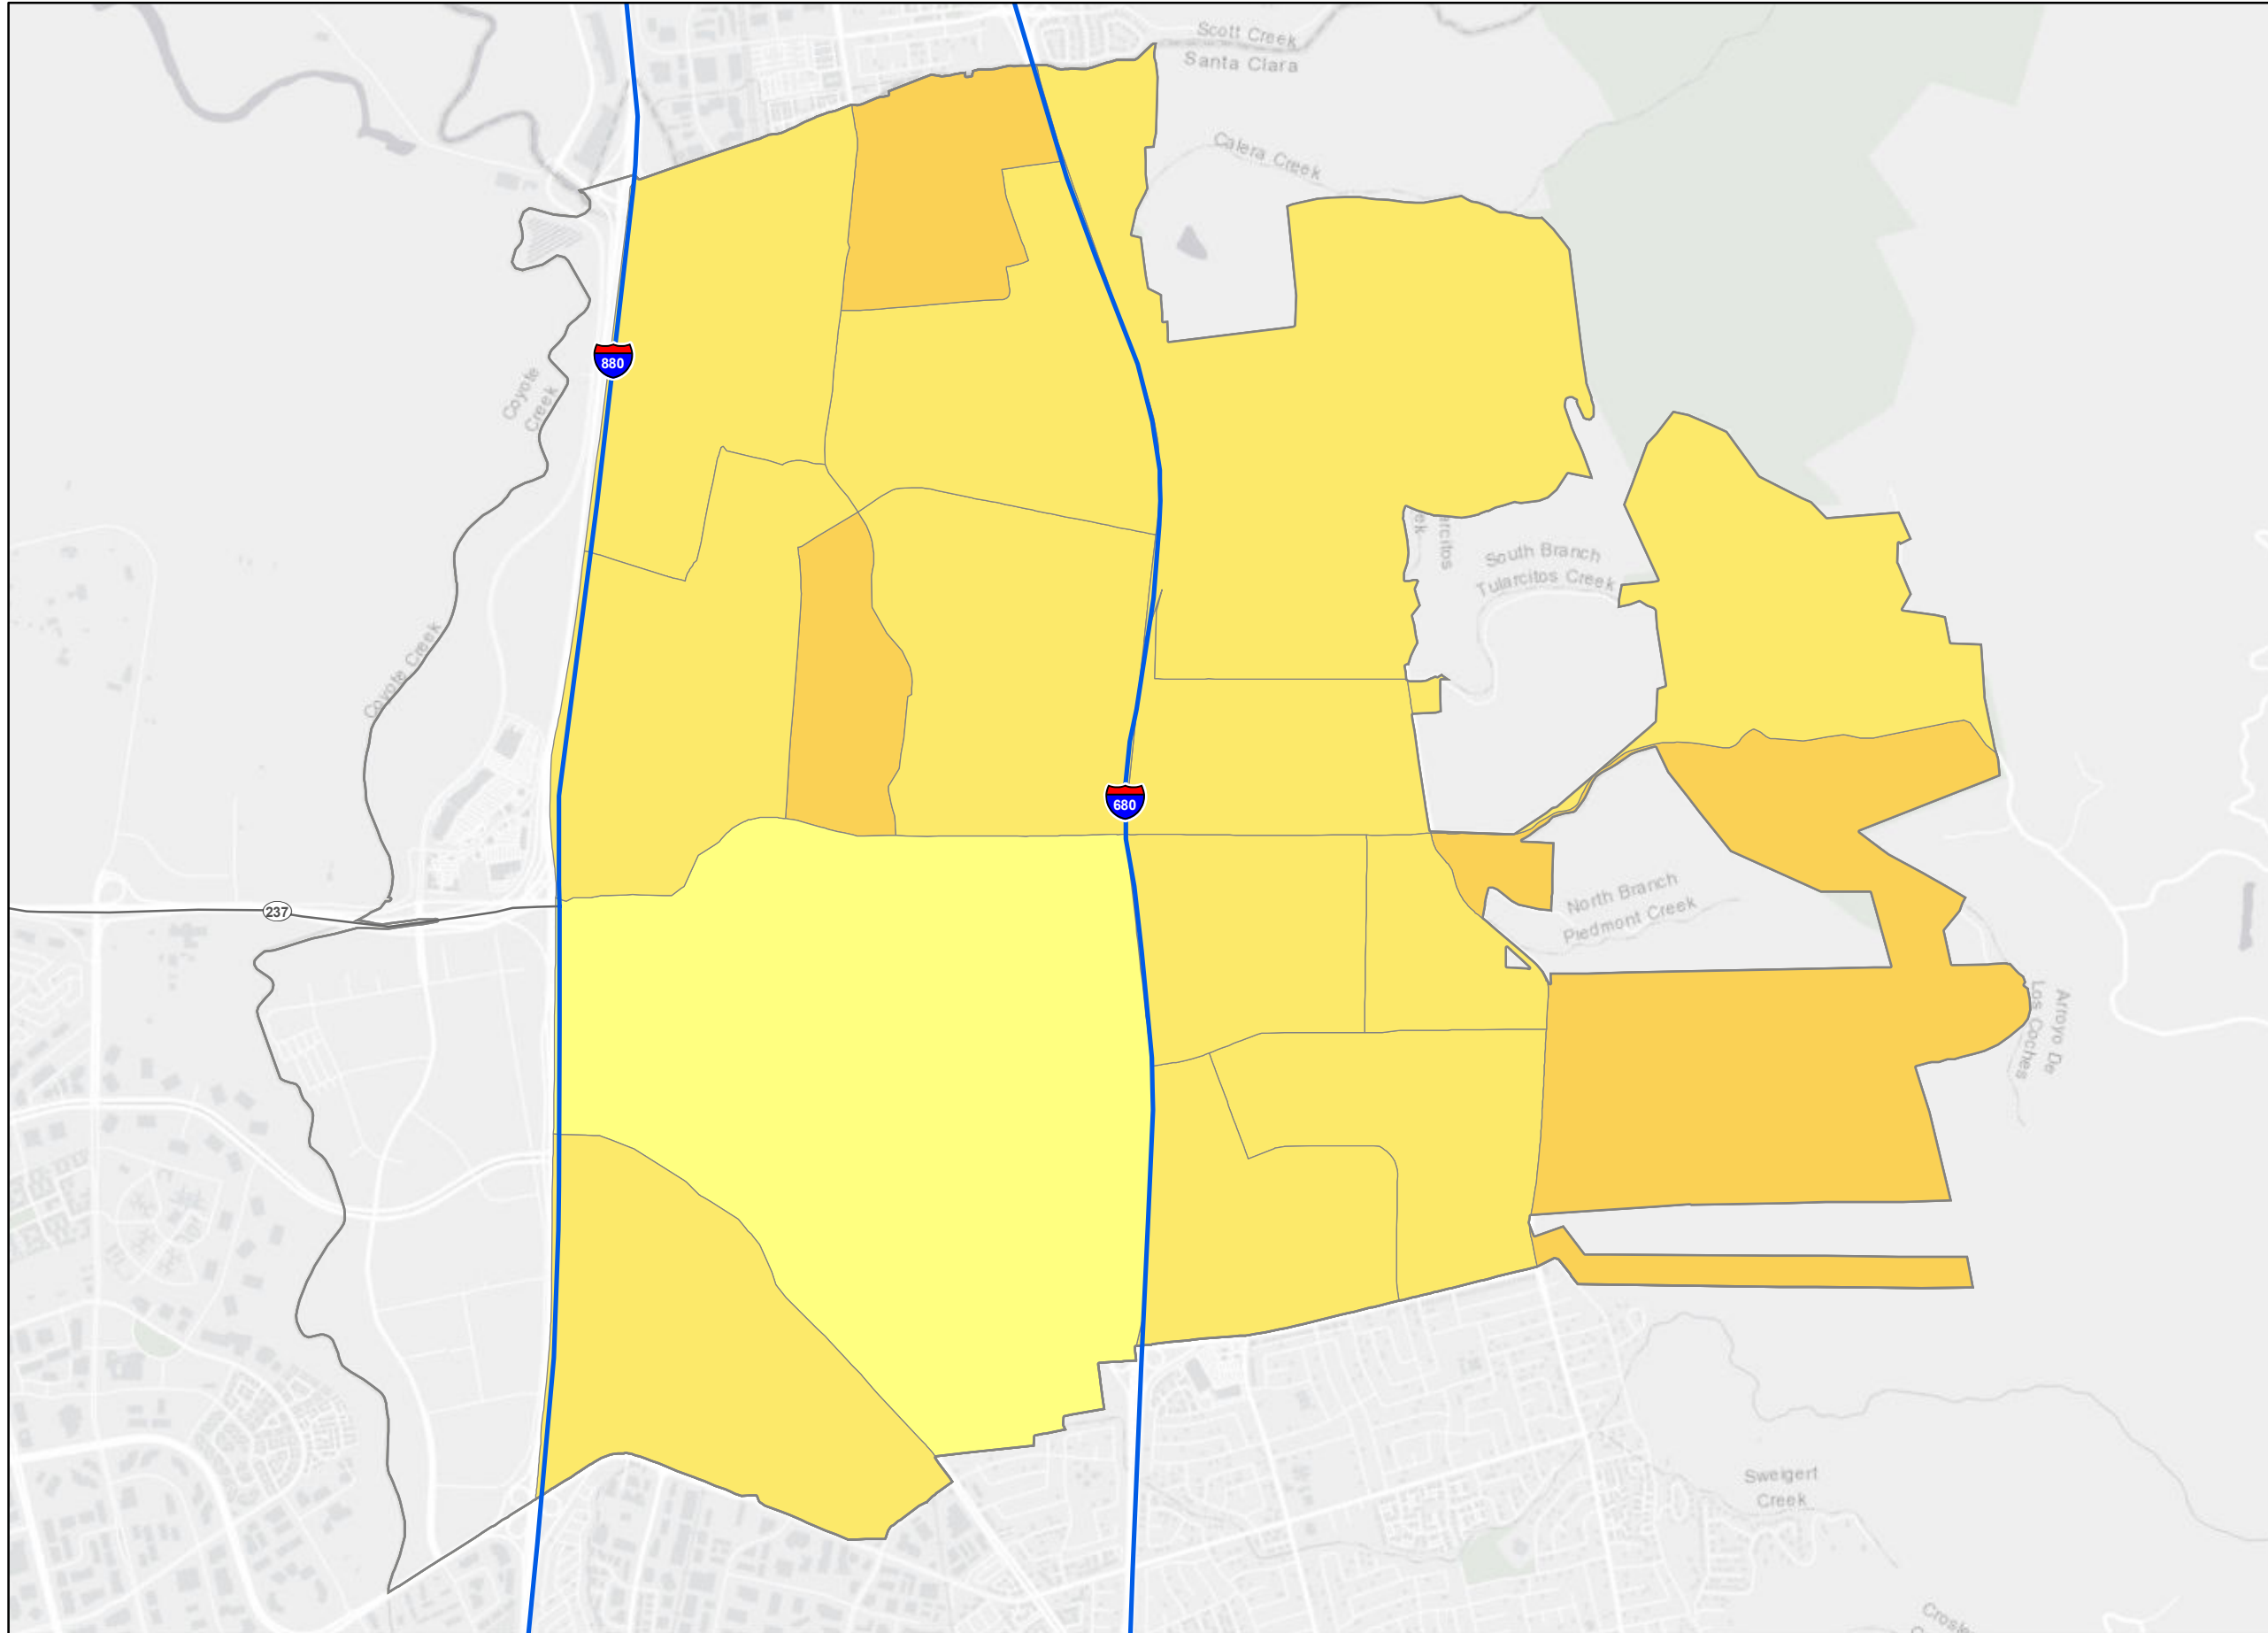 Scott Creek
Santa Clara
Calera Creek
880
Coyote
Creek
South Branch
Tularcitos Creek
Coyote Creek
680
237
North Branch
Piedmont Creek
Arroyo De
Los Coches
Sweigert
Creek